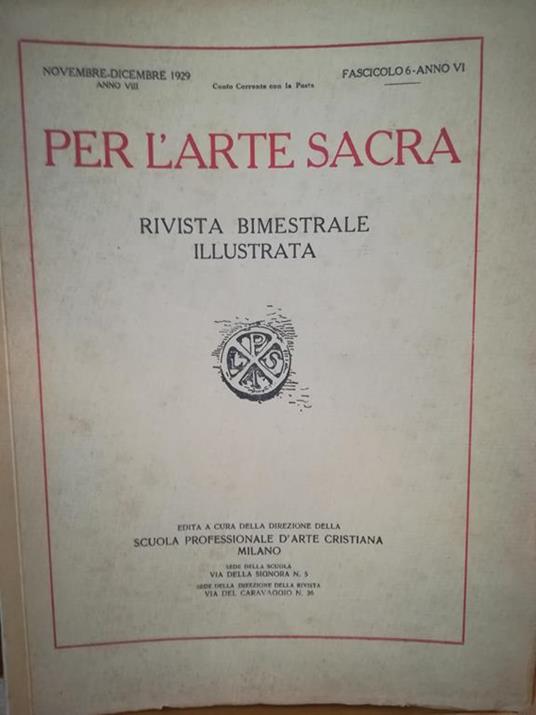 NOVEMBRE-DICEMBRE 1929
ANNO VIII
Conto Corrente con la Posta
FASCICOLO 6 - ANNO VI
PER L'ARTE SACRA
RIVISTA BIMESTRALE
ILLUSTRATA
P
L S
A
EDITA A CURA DELLA DIREZIONE DELLA
SCUOLA PROFESSIONALE D'ARTE CRISTIANA
MILANO
SEDE DELLA SCUOLA
VIA DELLA SIGNORA N. 5
SEDE DELLA DIREZIONE DELLA RIVISTA
VIA DEL CARAVAGGIO N. 26